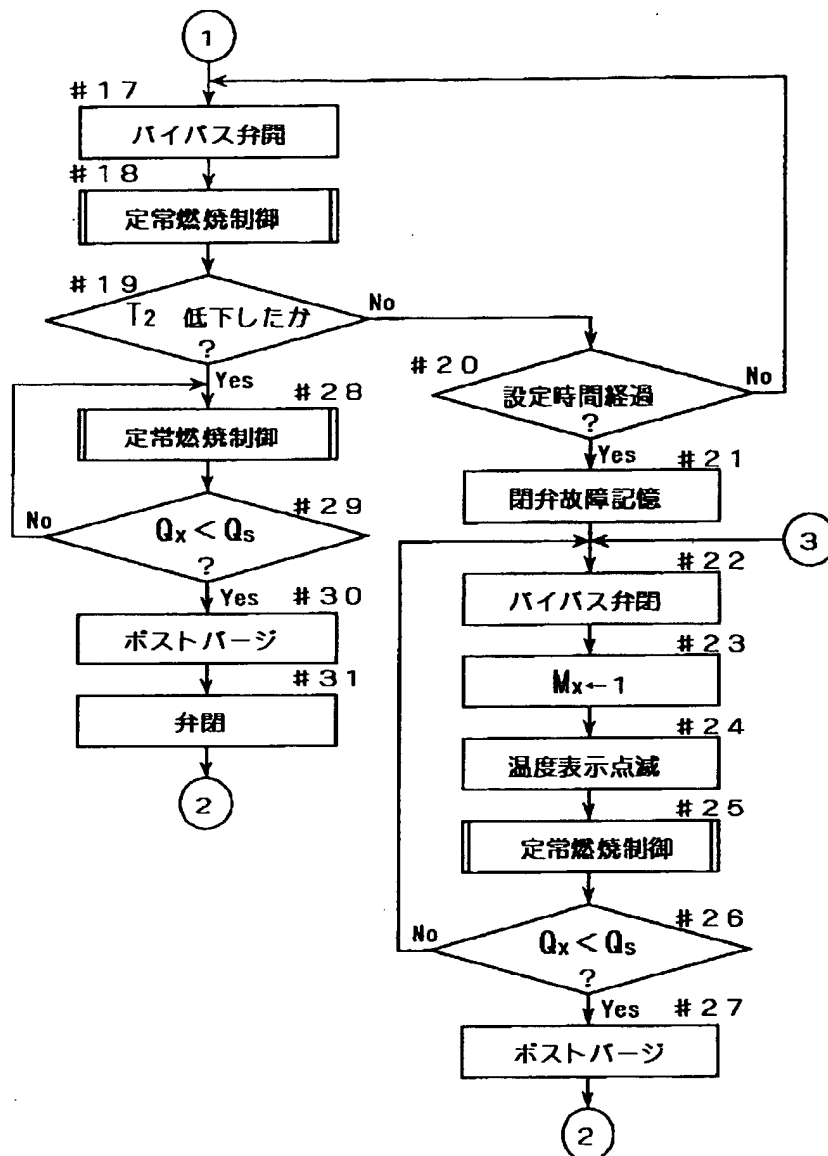 1
#17
バイパス弁開
#18
定常燃焼制御
#19
T2 低下したか
?
No
Yes
#28
定常燃焼制御
#29
Qx<Qs
?
No
Yes
#30
ポストパージ
#31
弁閉
2
#20
設定時間経過
?
No
Yes
#21
閉弁故障記憶
3
#22
バイパス弁閉
#23
Mx←1
#24
温度表示点滅
#25
定常燃焼制御
#26
Qx<Qs
?
No
Yes
#27
ポストパージ
2